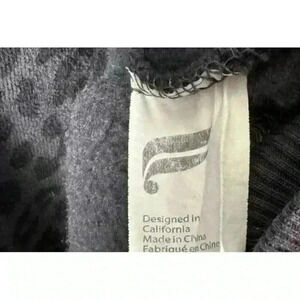 Designed in
California
Made in China
Fabriqué en Chine